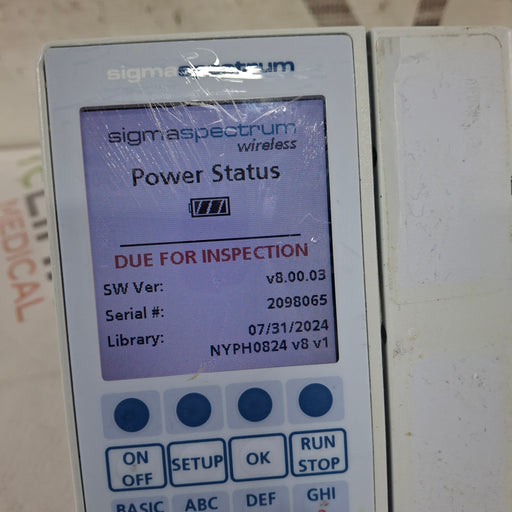 sigmaspectrum
sigmaspectrum
wireless
Power Status
DUE FOR INSPECTION
SW Ver: v8.00.03
Serial #: 2098065
Library: 07/31/2024
NYPH0824 v8 v1
ON
OFF
SETUP
OK
RUN
STOP
BASIC
ABC
DEF
GHI
MEDICAL